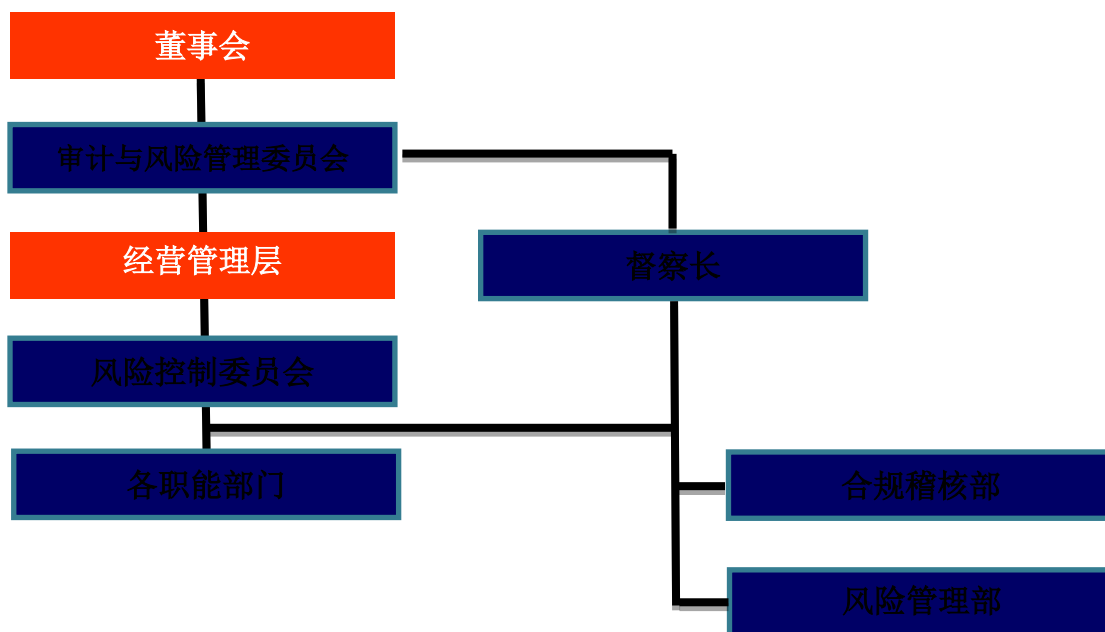 董事会
审计与风险管理委员会
经营管理层
督察长
风险控制委员会
各职能部门
合规稽核部
风险管理部